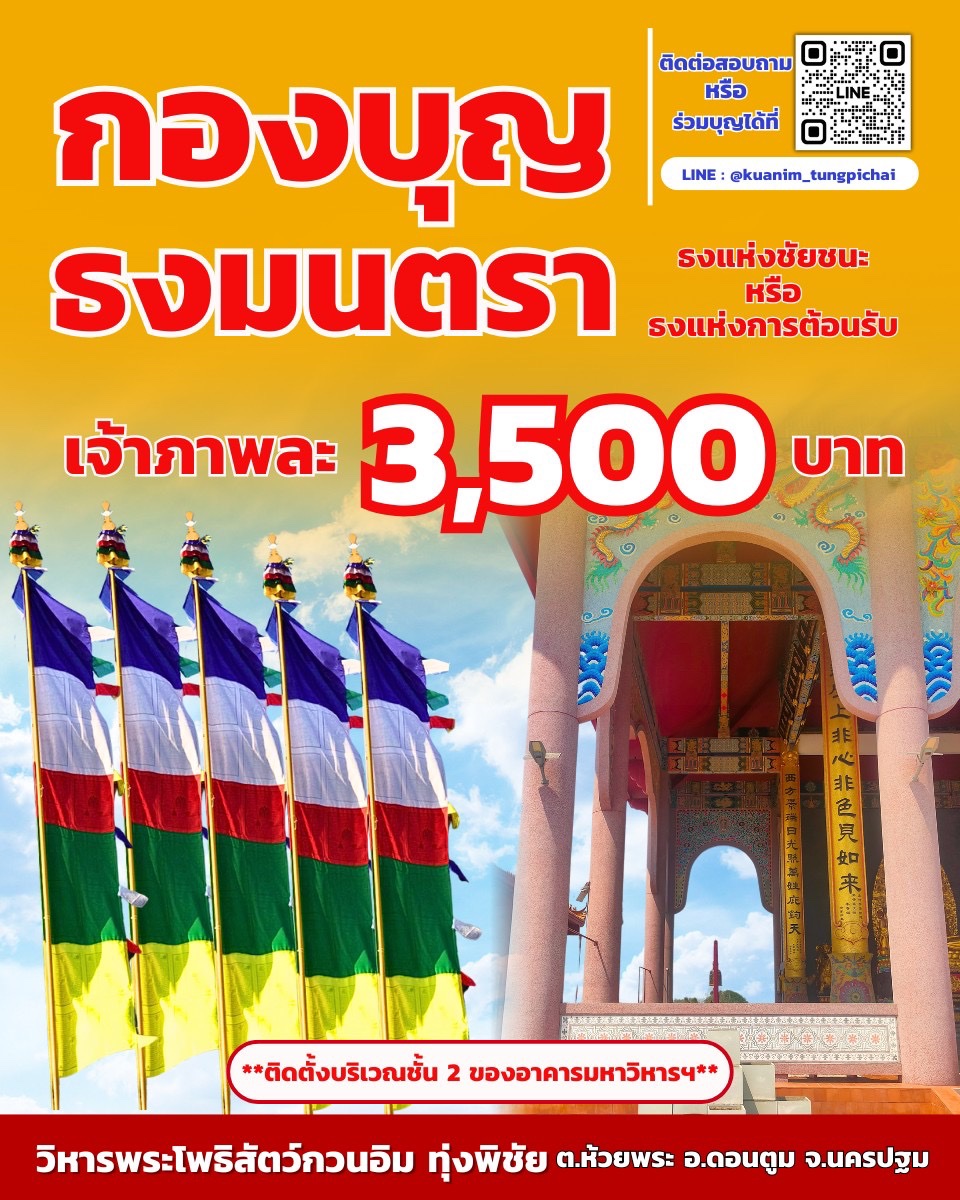 กองบุญ
ธงมนตรา
ติดต่อสอบถาม
หรือ
ร่วมบุญได้ที่
LINE
LINE : @kuanim_tungpichai
ธงแห่งชัยชนะ
หรือ
ธงแห่งการต้อนรับ
เจ้าภาพละ 3,500 บาท
上非心非色見如来
**ติดตั้งบริเวณชั้น 2 ของอาคารมหาวิหารฯ**
วิหารพระโพธิสัตว์กวนอิม ทุ่งพิชัย ต.ห้วยพระ อ.ดอนตูม จ.นครปฐม